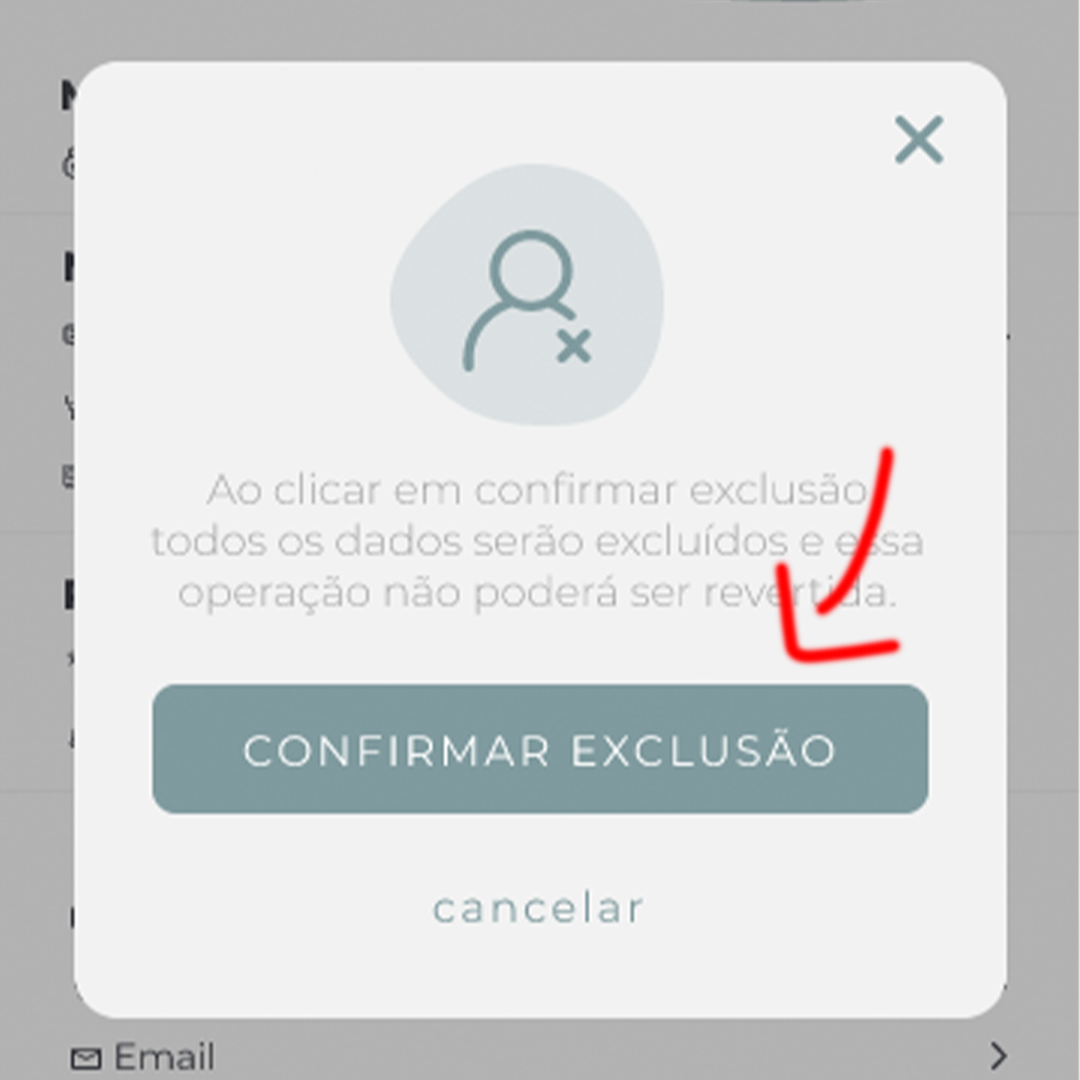 Ao clicar em confirmar exclusão
todos os dados serão excluídos e essa
operação não poderá ser revertida.
CONFIRMAR EXCLUSÃO
cancelar
Email